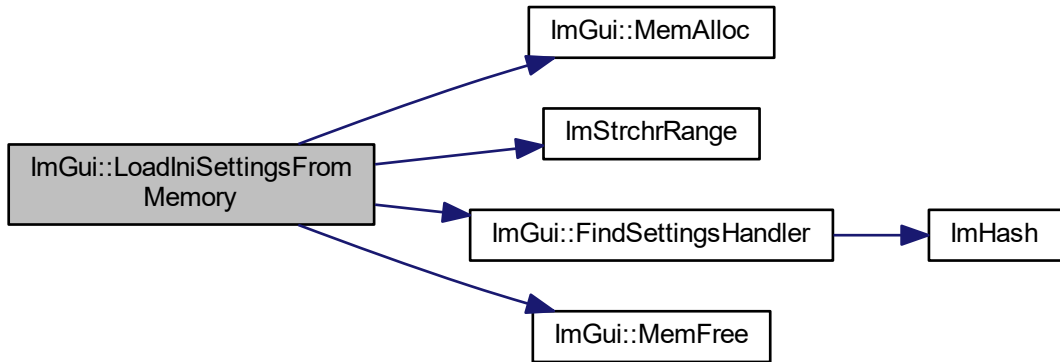 ImGui::MemAlloc
ImStrchrRange
ImGui::LoadIniSettingsFrom
Memory
ImGui::FindSettingsHandler
ImHash
ImGui::MemFree